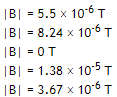 |B| = 5.5 × 10⁻⁶ T
|B| = 8.24 × 10⁻⁶ T
|B| = 0 T
|B| = 1.38 × 10⁻⁵ T
|B| = 3.67 × 10⁻⁶ T